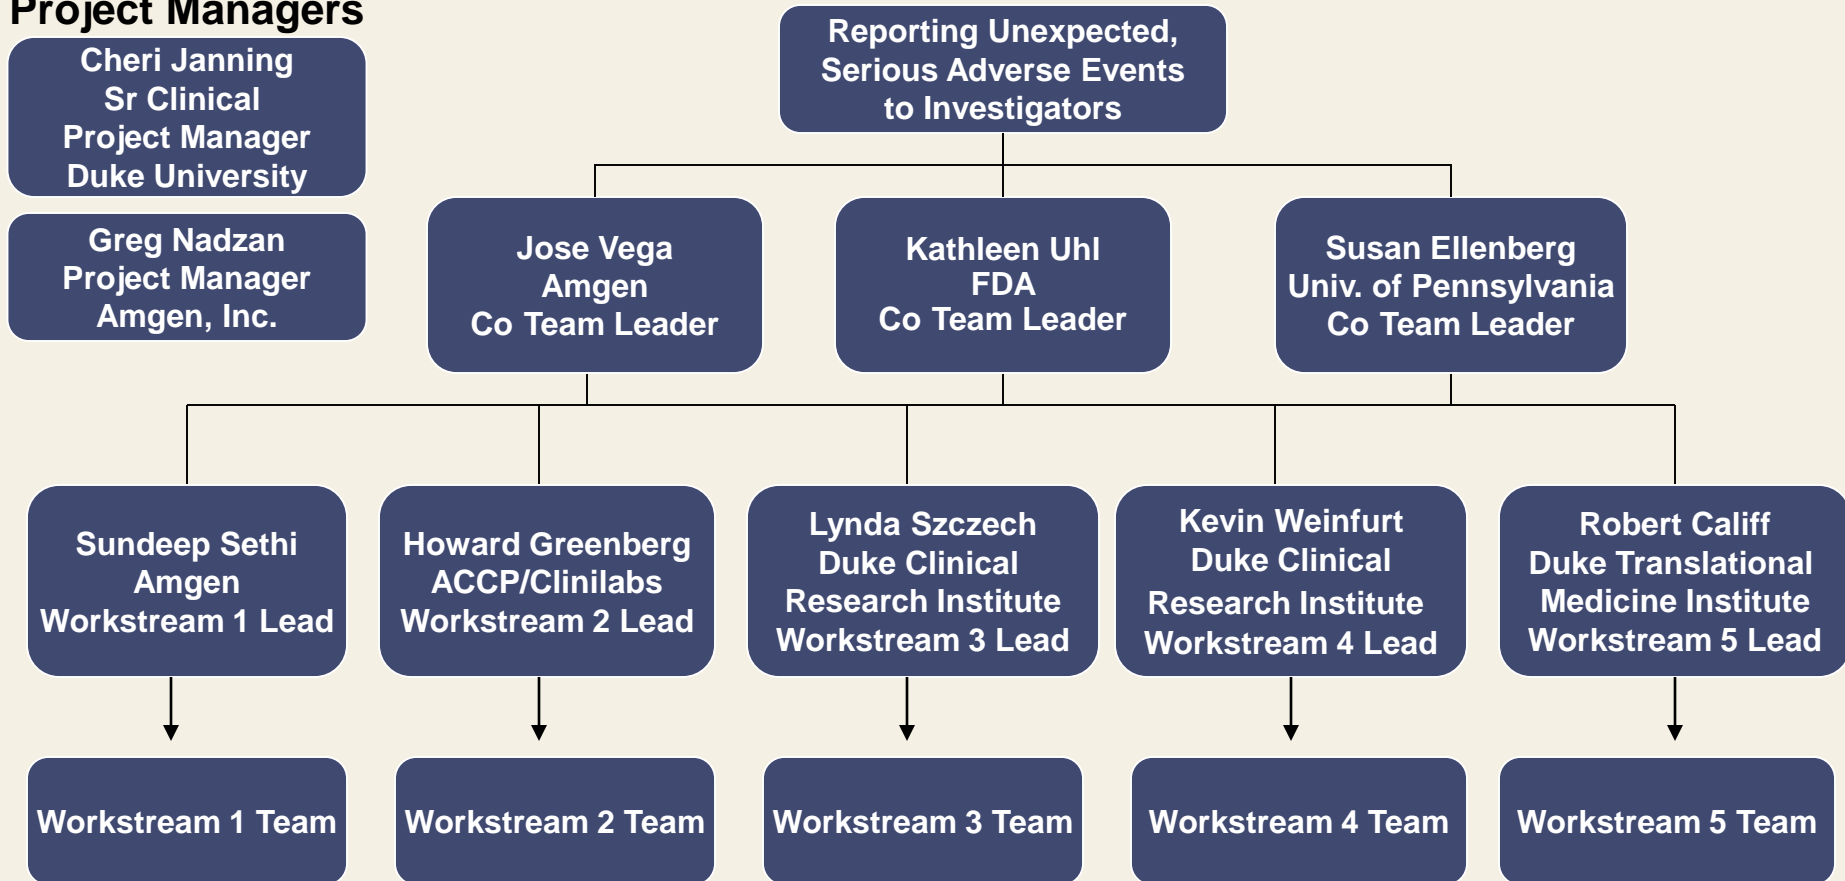 Project Managers
Cheri Janning
Sr Clinical
Project Manager
Duke University
Greg Nadzan
Project Manager
Amgen, Inc.
Reporting Unexpected,
Serious Adverse Events
to Investigators
Jose Vega
Amgen
Co Team Leader
Kathleen Uhl
FDA
Co Team Leader
Susan Ellenberg
Univ. of Pennsylvania
Co Team Leader
Sundeep Sethi
Amgen
Workstream 1 Lead
Howard Greenberg
ACCP/Clinilabs
Workstream 2 Lead
Lynda Szczech
Duke Clinical
Research Institute
Workstream 3 Lead
Kevin Weinfurt
Duke Clinical
Research Institute
Workstream 4 Lead
Robert Califf
Duke Translational
Medicine Institute
Workstream 5 Lead
Workstream 1 Team
Workstream 2 Team
Workstream 3 Team
Workstream 4 Team
Workstream 5 Team